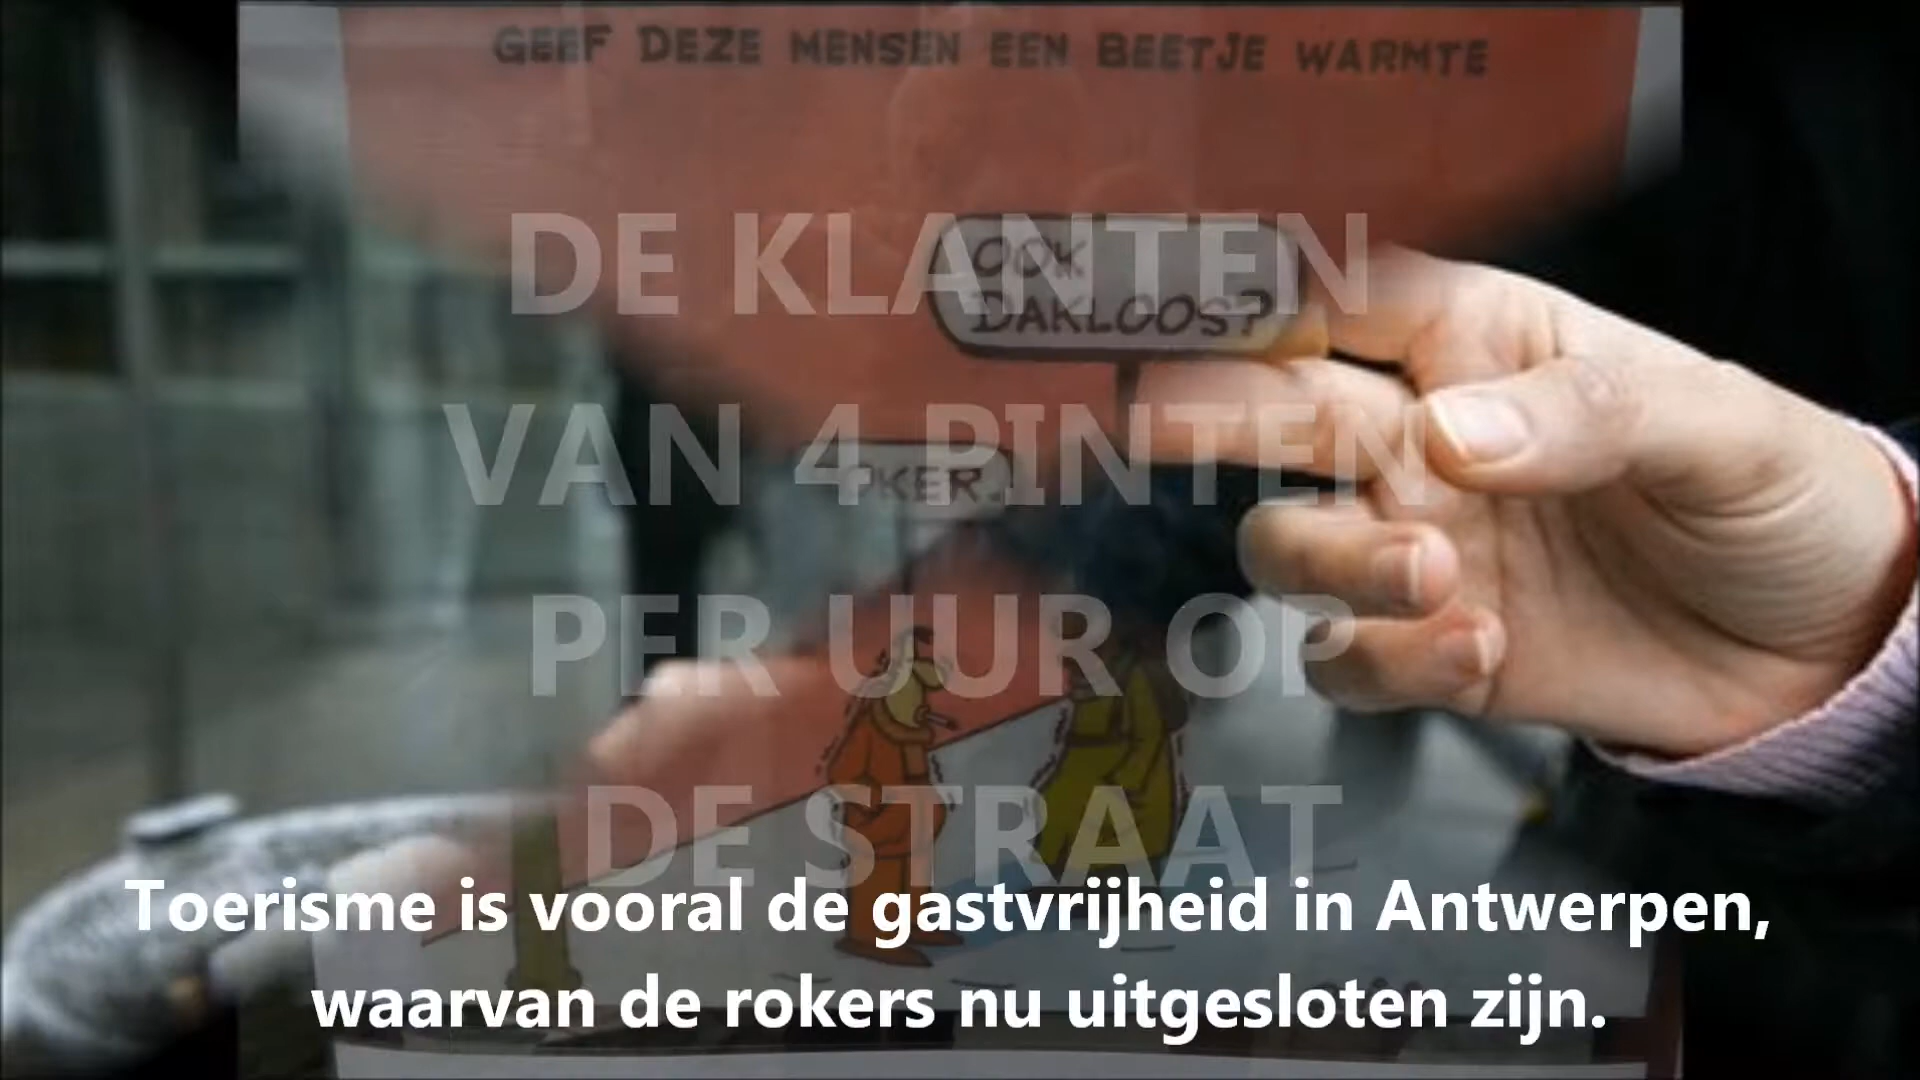 GEEF DEZE MENSEN EEN BEETJE WARMTE
DE KLANTEN
OOK
DAKLOOS?
VAN 4 PINTEN
PER UUR OP
DE STRAAT
Toerisme is vooral de gastvrijheid in Antwerpen,
waarvan de rokers nu uitgesloten zijn.